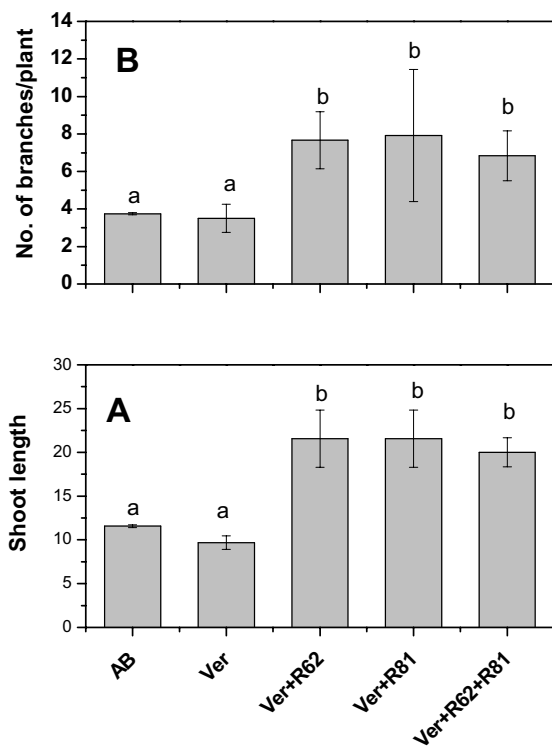 14
12
10
8
6
4
2
0
No. of branches/plant
B
a
a
b
b
b
30
25
20
15
10
5
0
Shoot length
A
a
a
b
b
b
AB
Ver
Ver+R62
Ver+R81
Ver+R62+R81